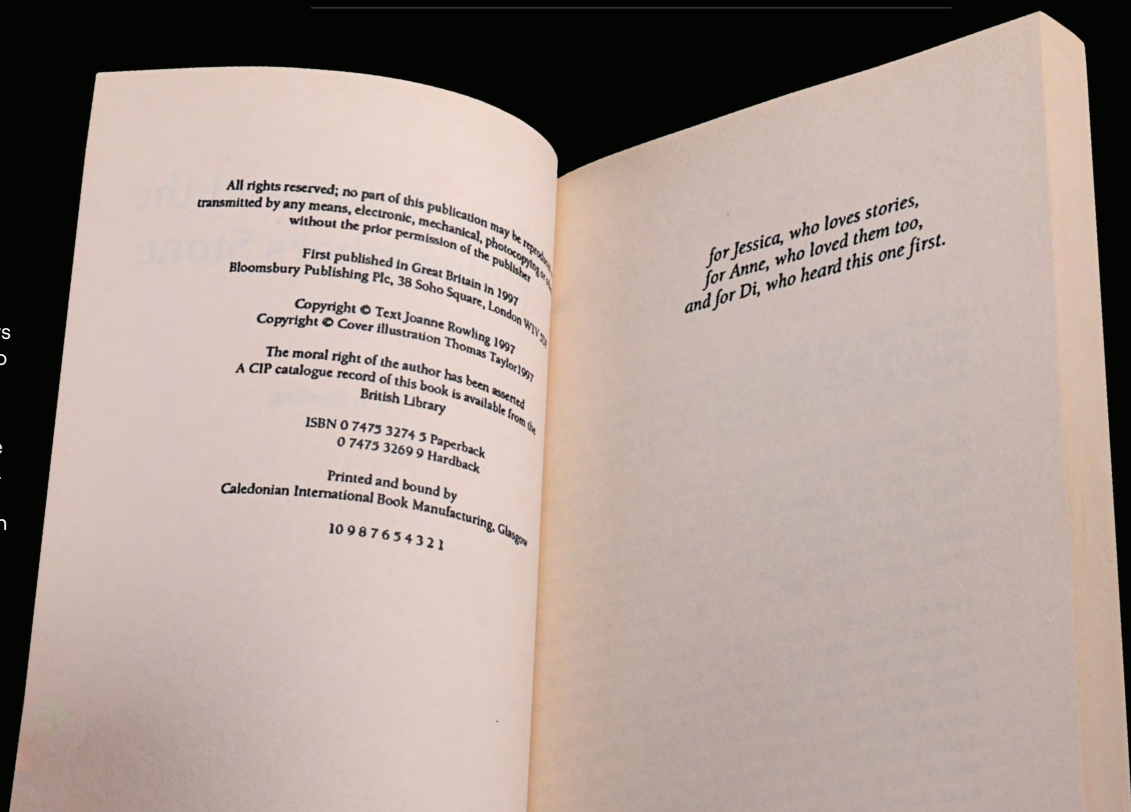 All rights reserved; no part of this publication may be
transmitted by any means, electronic, mechanical, photocopying or
without the prior permission of the publisher
First published in Great Britain in 1997
Bloomsbury Publishing Plc, 38 Soho Square, London W1V
Copyright © Text Joanne Rowling 1997
Copyright © Cover illustration Thomas Taylor1997
The moral right of the author has been asserted
A CIP catalogue record of this book is available from the
British Library
ISBN 0 7475 3274 5 Paperback
0 7475 3269 9 Hardback
Printed and bound by
Caledonian International Book Manufacturing, Glasgow
10 9 8 7 6 5 4 3 2 1
for Jessica, who loves stories,
for Anne, who loved them too,
and for Di, who heard this one first.